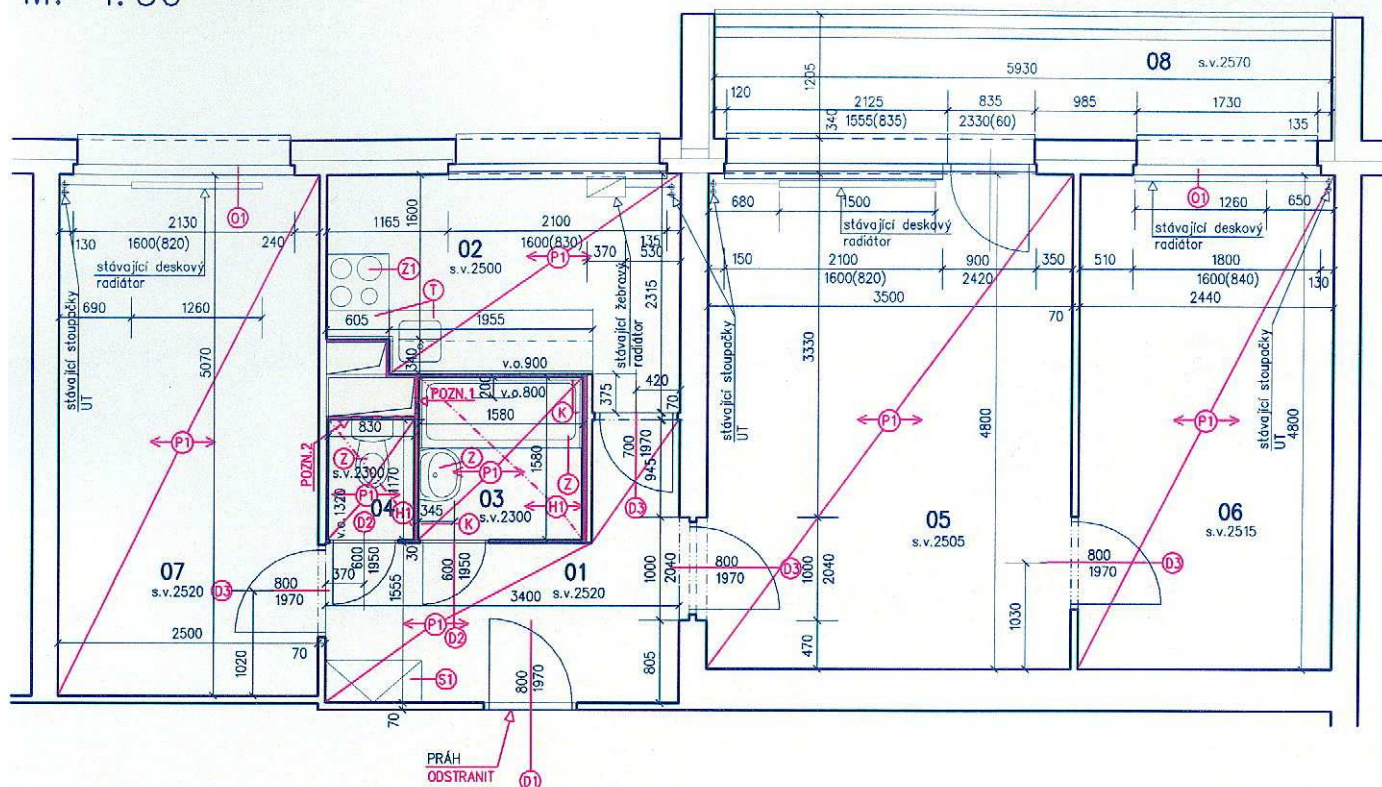 M. 1:50
08 s.v.2570
5930
1205
120
2125
835
985
1730
1555(835)
2330(60)
340
135
O1
2130
130
1600(820)
240
stávající deskový
radiátor
690
1260
stávající stoupačky
ÚT
5070
P1
07
s.v.2520
D3
800
1970
2500
70
1020
1165
1600
2100
1600(830)
135
02
s.v.2500
370
530
P1
Z1
T
605
1955
2315
stávající žebrový
radiátor
340
v.o.900
420
375
70
POZN.1
200
v.o.800
K
1580
830
POZN.2
Z
s.v.2300
1170
P1
v.o.1320
04
H1
D2
Z
P1
1580
Z
03
s.v.2300
H1
345
K
700
1970
945
D3
600
1950
30
370
1555
600
1950
01
s.v.2520
3400
1000
2040
P1
D2
S1
800
1970
805
70
PRÁH
ODSTRANIT
D1
680
1500
stávající deskový
radiátor
150
2100
900
350
1600(820)
2420
3500
70
stávající stoupačky
ÚT
3330
P1
4800
05
s.v.2505
800
1970
D3
1000
2040
470
O1
1260
650
stávající deskový
radiátor
510
1800
1600(840)
130
2440
stávající stoupačky
ÚT
4800
P1
06
s.v.2515
800
1970
D3
1030